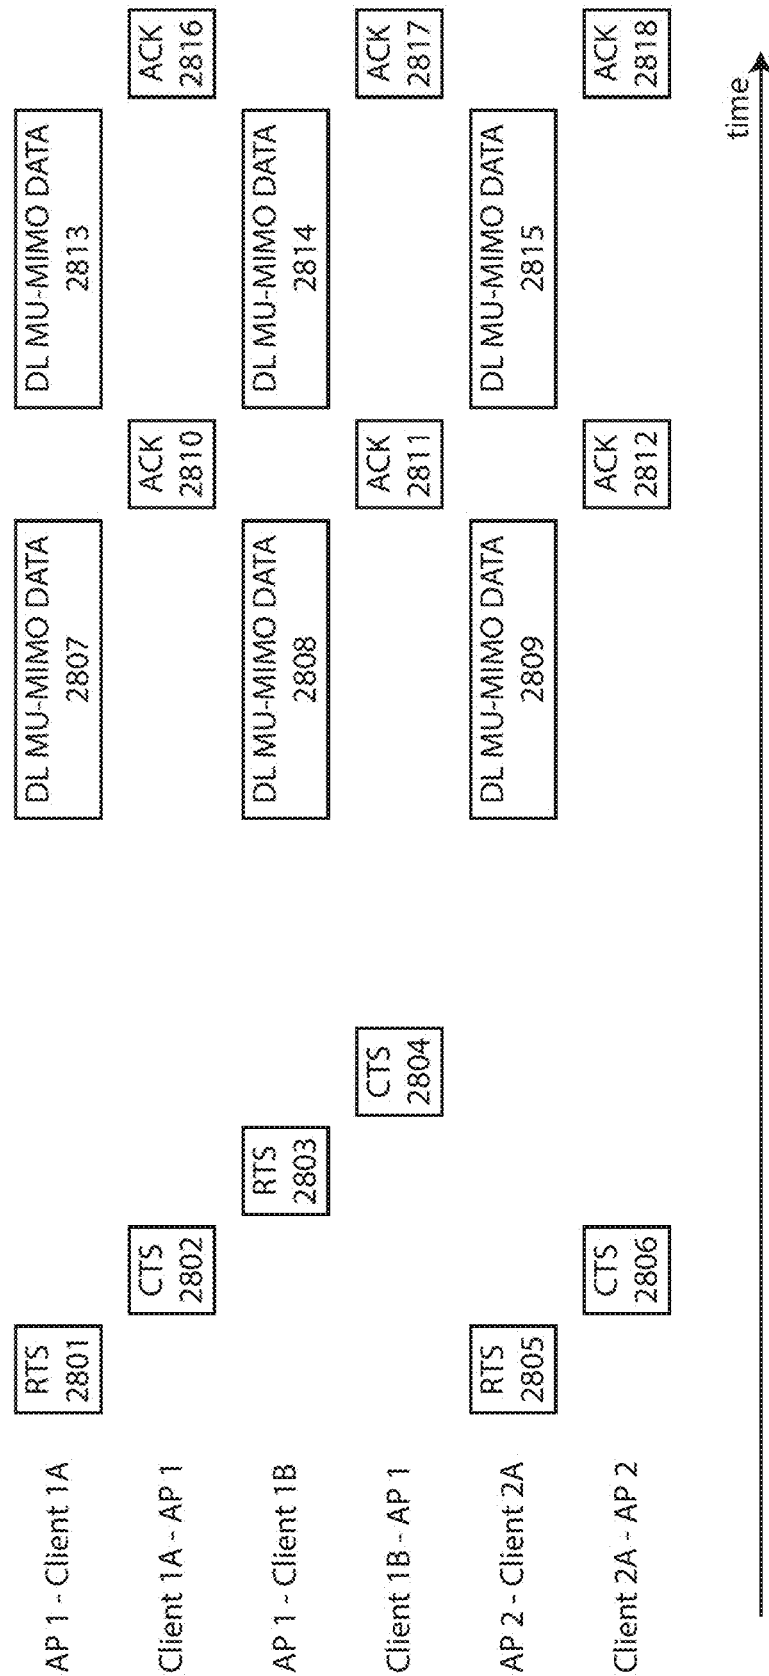 AP 1 - Client 1A
RTS
2801
DL MU-MIMO DATA
2807
DL MU-MIMO DATA
2813
Client 1A - AP 1
CTS
2802
ACK
2810
ACK
2816
AP 1 - Client 1B
RTS
2803
DL MU-MIMO DATA
2808
DL MU-MIMO DATA
2814
Client 1B - AP 1
CTS
2804
ACK
2811
ACK
2817
AP 2 - Client 2A
RTS
2805
DL MU-MIMO DATA
2809
DL MU-MIMO DATA
2815
Client 2A - AP 2
CTS
2806
ACK
2812
ACK
2818
time